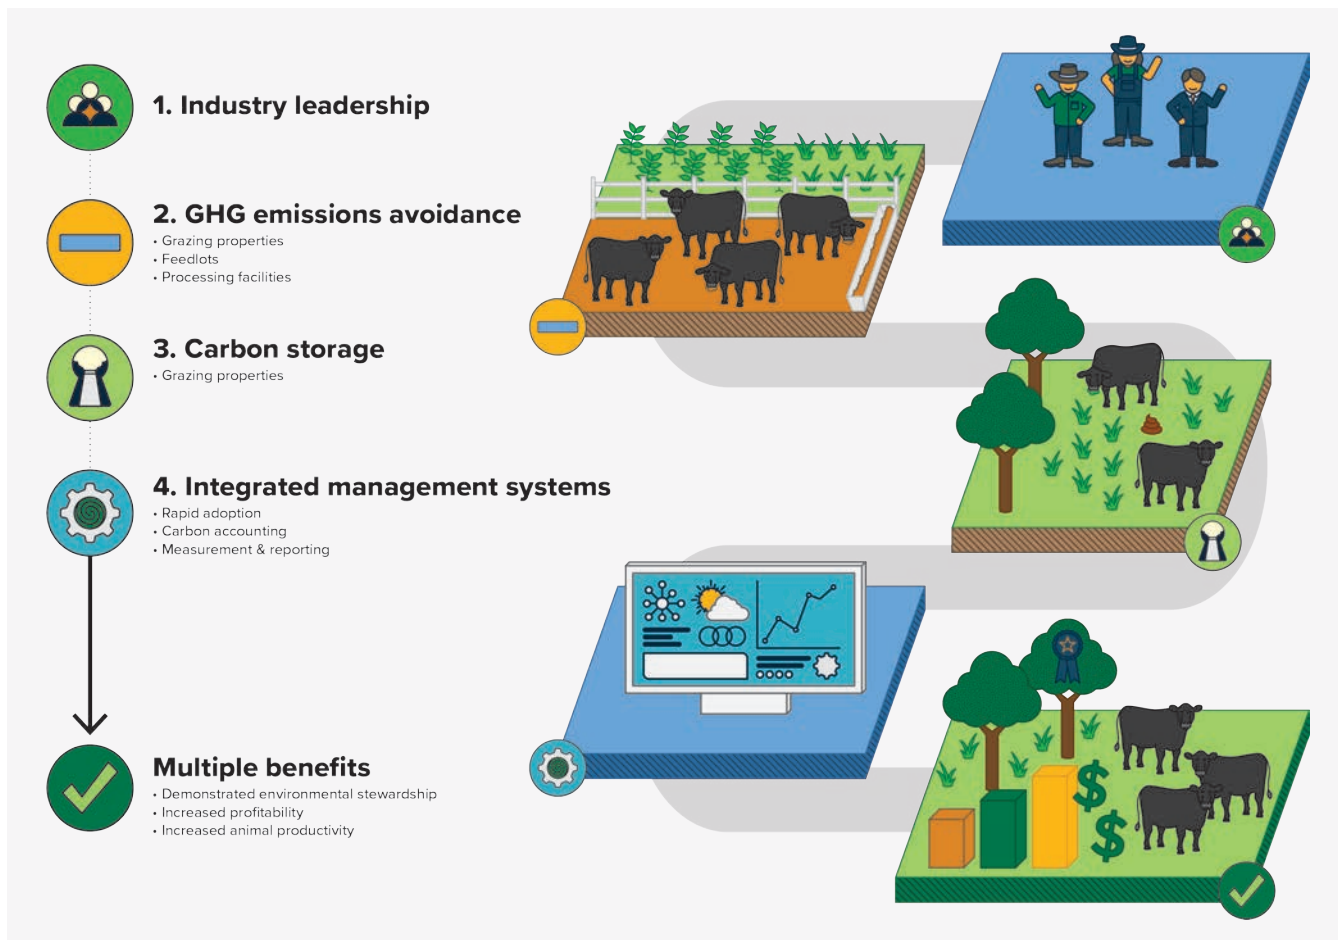 1. Industry leadership
2. GHG emissions avoidance
• Grazing properties
• Feedlots
• Processing facilities
3. Carbon storage
• Grazing properties
4. Integrated management systems
• Rapid adoption
• Carbon accounting
• Measurement & reporting
Multiple benefits
• Demonstrated environmental stewardship
• Increased profitability
• Increased animal productivity
$
$